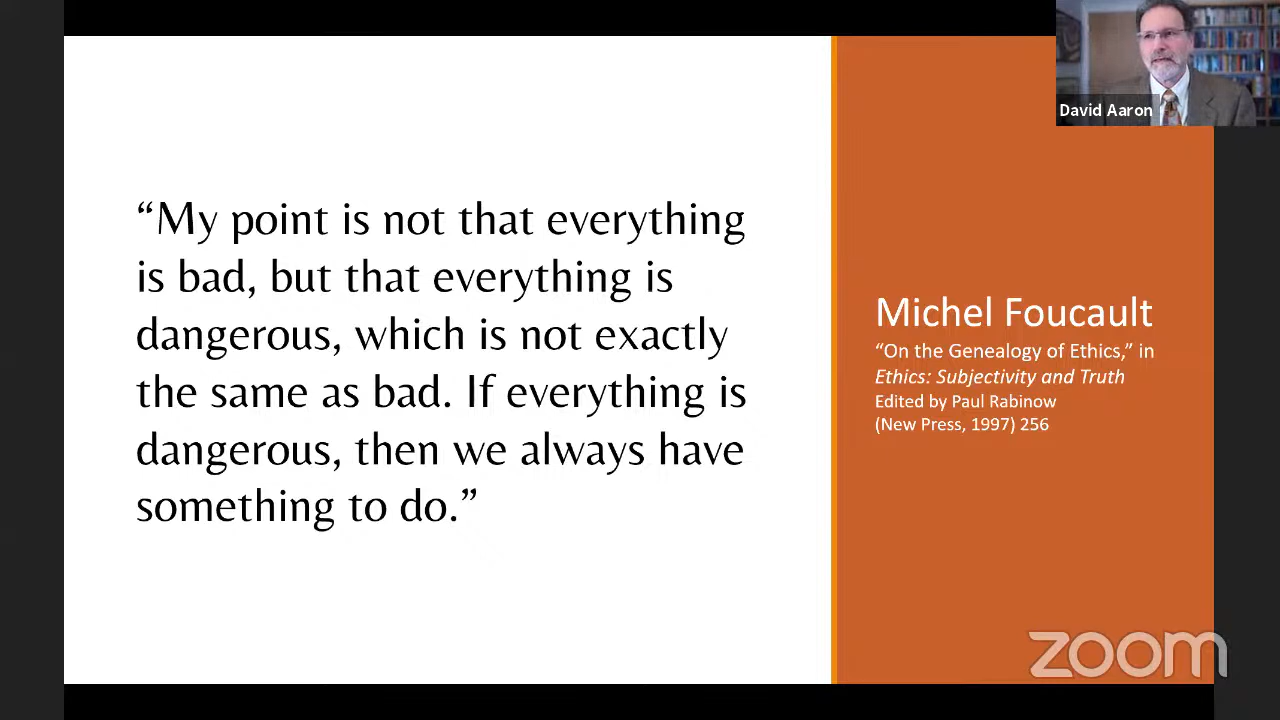 “My point is not that everything
is bad, but that everything is
dangerous, which is not exactly
the same as bad. If everything is
dangerous, then we always have
something to do.”
Michel Foucault
“On the Genealogy of Ethics,” in
Ethics: Subjectivity and Truth
Edited by Paul Rabinow
(New Press, 1997) 256
David Aaron
zoom